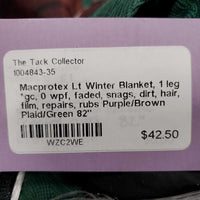 The Tack Collector
1004843-35
Macprotex Lt Winter Blanket, 1 leg
*gc, 0 wpf, faded, snags, dirt, hair,
film, repairs, rubs Purple/Brown
Plaid/Green 82"
$42.50
WZC2WE
82"